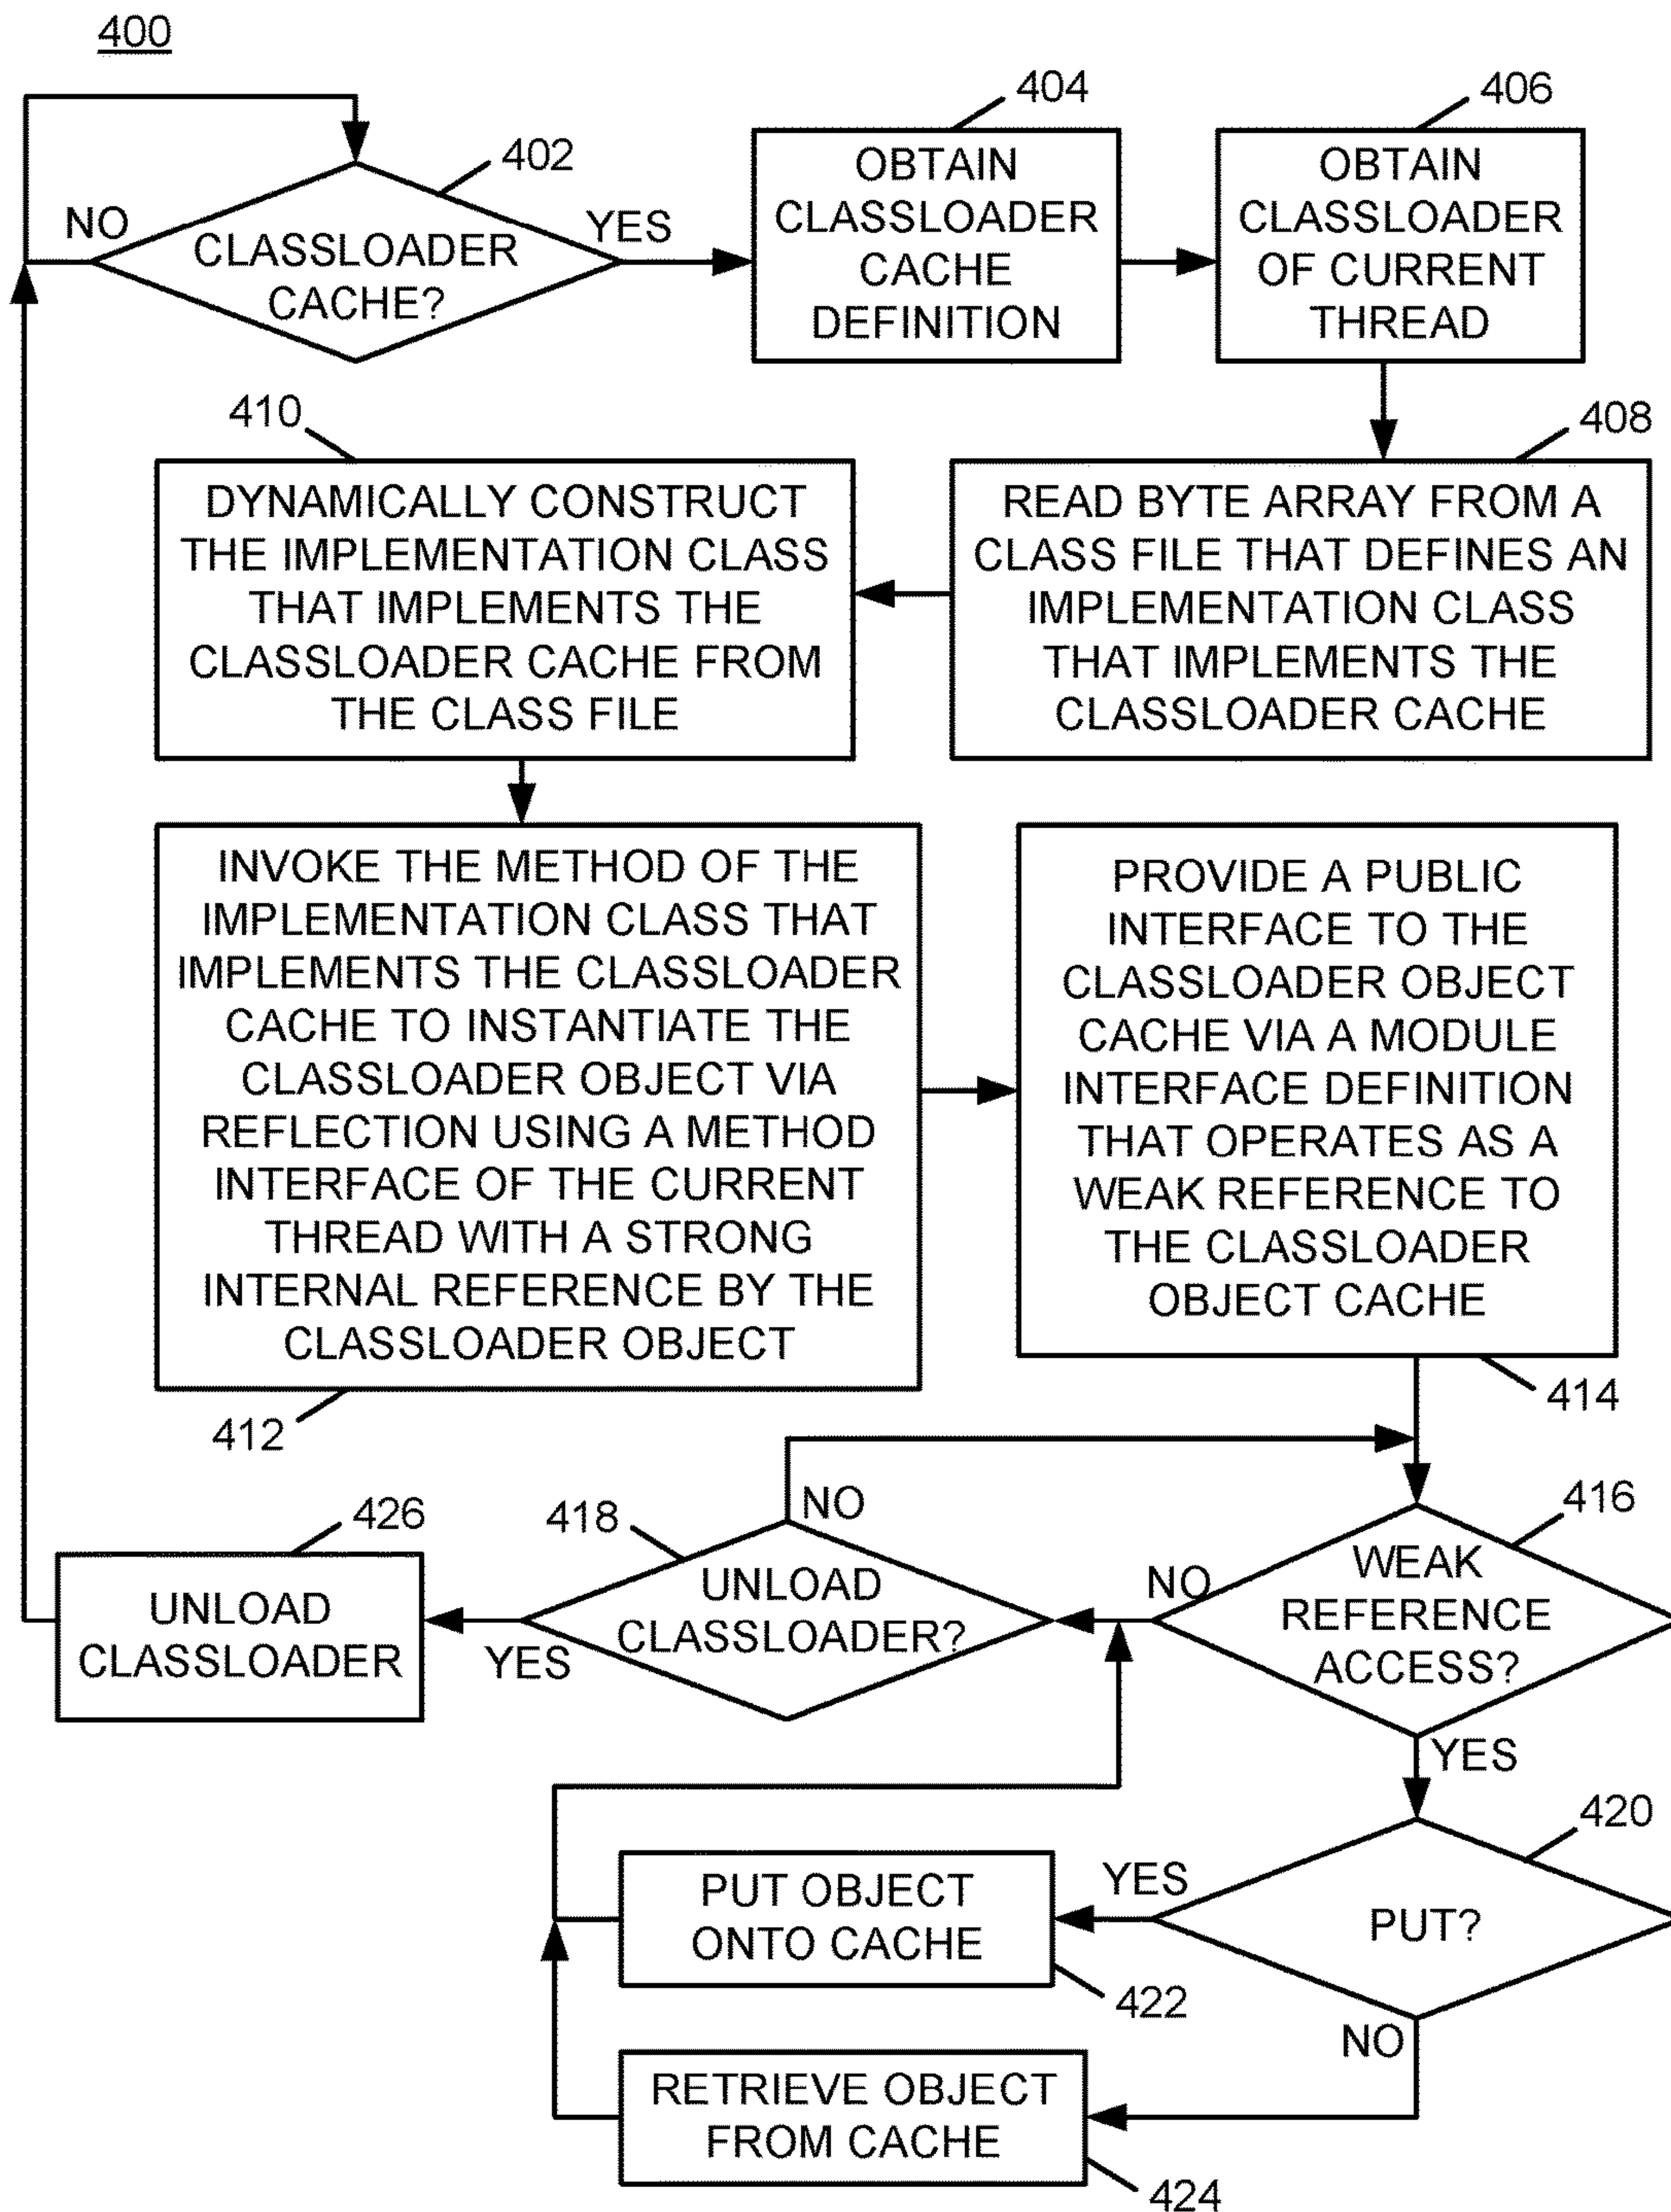 400
402
NO
YES
CLASSLOADER
CACHE?
404
OBTAIN
CLASSLOADER
CACHE
DEFINITION
406
OBTAIN
CLASSLOADER
OF CURRENT
THREAD
408
READ BYTE ARRAY FROM A
CLASS FILE THAT DEFINES AN
IMPLEMENTATION CLASS
THAT IMPLEMENTS THE
CLASSLOADER CACHE
410
DYNAMICALLY CONSTRUCT
THE IMPLEMENTATION CLASS
THAT IMPLEMENTS THE
CLASSLOADER CACHE FROM
THE CLASS FILE
INVOKE THE METHOD OF THE
IMPLEMENTATION CLASS THAT
IMPLEMENTS THE CLASSLOADER
CACHE TO INSTANTIATE THE
CLASSLOADER OBJECT VIA
REFLECTION USING A METHOD
INTERFACE OF THE CURRENT
THREAD WITH A STRONG
INTERNAL REFERENCE BY THE
CLASSLOADER OBJECT
412
PROVIDE A PUBLIC
INTERFACE TO THE
CLASSLOADER OBJECT
CACHE VIA A MODULE
INTERFACE DEFINITION
THAT OPERATES AS A
WEAK REFERENCE TO
THE CLASSLOADER
OBJECT CACHE
414
416
WEAK
REFERENCE
ACCESS?
NO
YES
418
NO
UNLOAD
CLASSLOADER?
YES
426
UNLOAD
CLASSLOADER
420
PUT?
YES
NO
PUT OBJECT
ONTO CACHE
422
RETRIEVE OBJECT
FROM CACHE
424